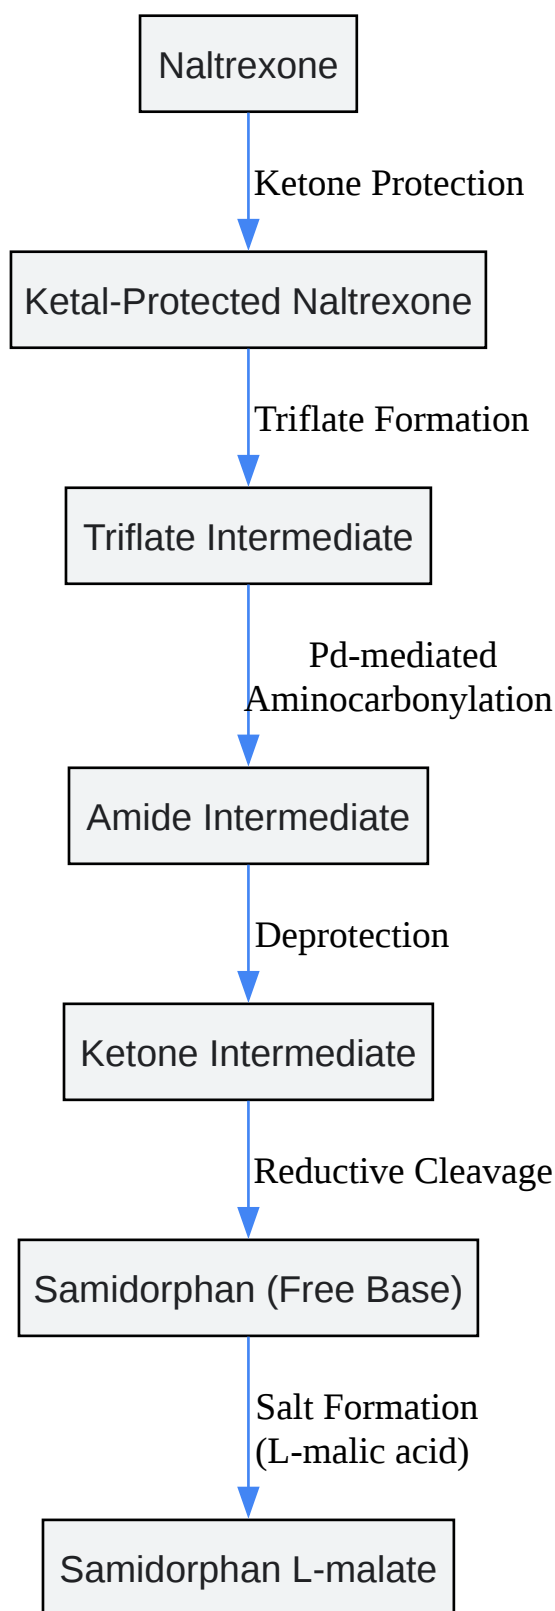 Naltrexone
Ketone Protection
Ketal-Protected Naltrexone
Triflate Formation
Triflate Intermediate
Pd-mediated
Aminocarbonylation
Amide Intermediate
Deprotection
Ketone Intermediate
Reductive Cleavage
Samidorphan (Free Base)
Salt Formation
(L-malic acid)
Samidorphan L-malate